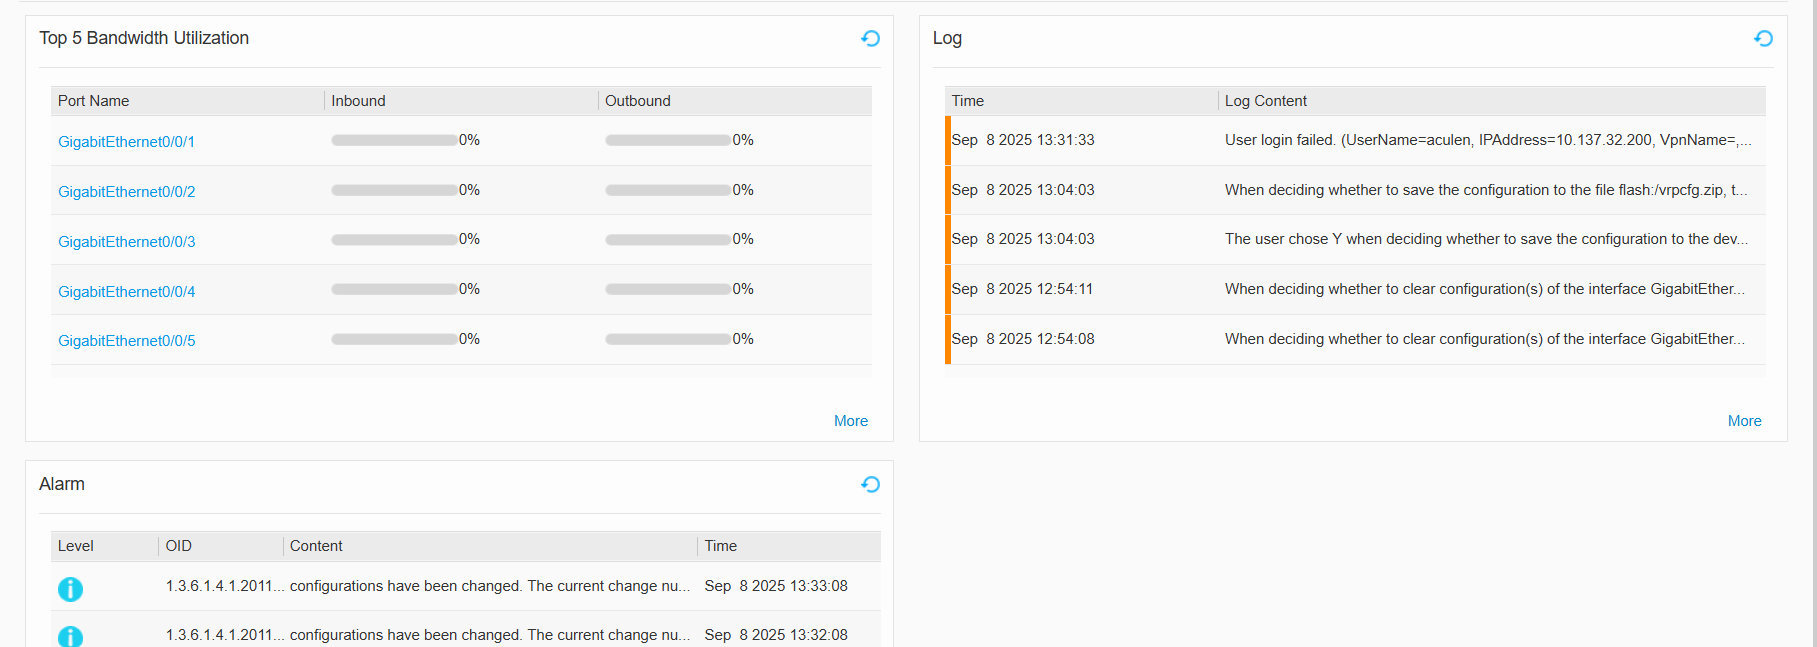 Top 5 Bandwidth Utilization
Port Name Inbound Outbound
GigabitEthernet0/0/1 0% 0%
GigabitEthernet0/0/2 0% 0%
GigabitEthernet0/0/3 0% 0%
GigabitEthernet0/0/4 0% 0%
GigabitEthernet0/0/5 0% 0%
More
Log
Time Log Content
Sep 8 2025 13:31:33 User login failed. (UserName=aculen, IPAddress=10.137.32.200, VpnName=,...
Sep 8 2025 13:04:03 When deciding whether to save the configuration to the file flash:/vrpcfg.zip, t...
Sep 8 2025 13:04:03 The user chose Y when deciding whether to save the configuration to the dev...
Sep 8 2025 12:54:11 When deciding whether to clear configuration(s) of the interface GigabitEther...
Sep 8 2025 12:54:08 When deciding whether to clear configuration(s) of the interface GigabitEther...
More
Alarm
Level OID Content Time
1.3.6.1.4.1.2011... configurations have been changed. The current change nu... Sep 8 2025 13:33:08
1.3.6.1.4.1.2011... configurations have been changed. The current change nu... Sep 8 2025 13:32:08